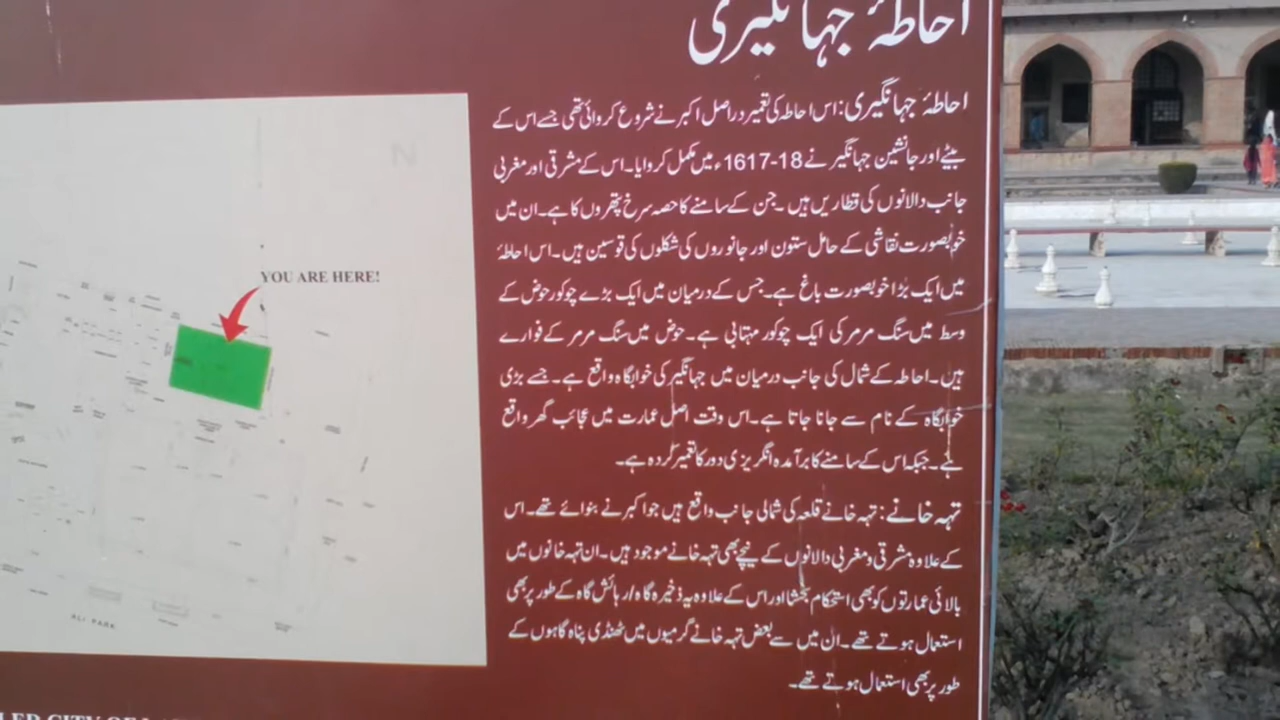 احاطۂ جہانگیری
احاطۂ جہانگیری: اس احاطہ کی تعمیر دراصل اکبر نے شروع کروائی تھی جسے اس کے
بیٹے اور جانشین جہانگیر نے 18-1617ء میں مکمل کروایا۔ اس کے مشرقی اور مغربی
جانب دالانوں کی قطاریں ہیں۔ جن کے سامنے کا حصہ سرخ پتھروں کا ہے۔ ان میں
خوبصورت نقاشی کے حامل ستون اور جانوروں کی شکلوں کی قوسین ہیں۔ اس احاطۂ
میں ایک بڑا خوبصورت باغ ہے۔ جس کے درمیان میں ایک بڑے چوکور حوض کے
وسط میں سنگ مرمر کی ایک چوکور مہتابی ہے۔ حوض میں سنگ مرمر کے فوارے
ہیں۔ احاطہ کے شمال کی جانب درمیان میں جہانگیر کی خوابگاہ واقع ہے۔ جسے بڑی
خوابگاہ کے نام سے جانا جاتا ہے۔ اس وقت اصل عمارت میں عجائب گھر واقع
ہے۔ جبکہ اس کے سامنے کا برآمدہ انگریزی دور کا تعمیر کردہ ہے۔
تہہ خانے: تہہ خانے قلعہ کی شمالی جانب واقع ہیں جو اکبر نے بنوائے تھے۔ اس
کے علاوہ مشرقی و مغربی دالانوں کے نیچے بھی تہہ خانے موجود ہیں۔ ان تہہ خانوں میں
بالائی عمارتوں کو بھی استحکام بخشا اور اس کے علاوہ یہ ذخیرہ گاہ / رہائش گاہ کے طور پر بھی
استعمال ہوتے تھے۔ ان میں سے بعض تہہ خانے گرمیوں میں ٹھنڈی پناہ گاہوں کے
طور پر بھی استعمال ہوتے تھے۔
N
YOU ARE HERE!
ALI PARK
CITY OF